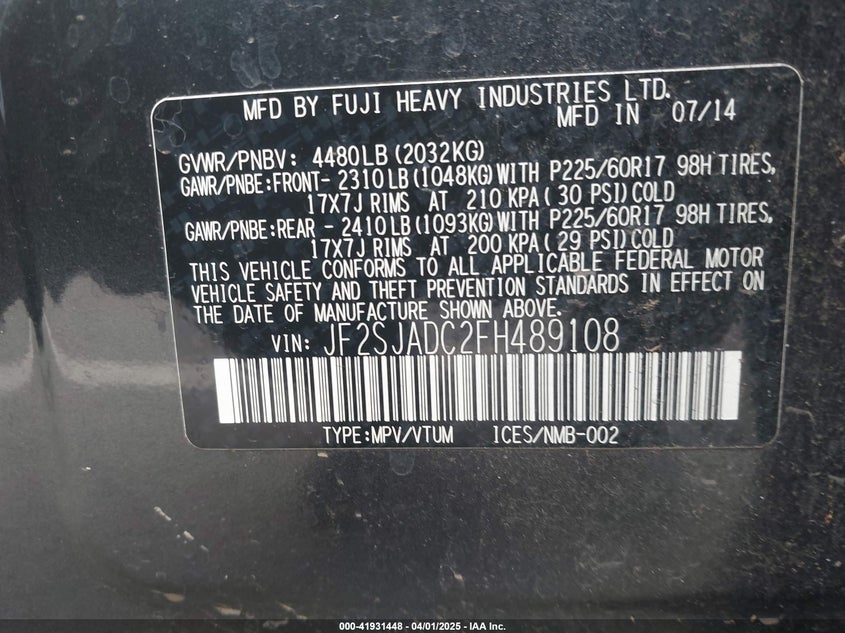 MFD BY FUJI HEAVY INDUSTRIES LTD.
MFD IN 07/14
GVWR/PNBV: 4480LB (2032KG)
GAWR/PNBE:FRONT- 2310LB (1048KG) WITH P225/60R17 98H TIRES,
17X7J RIMS AT 210 KPA ( 30 PSI) COLD
GAWR/PNBE:REAR - 2410LB (1093KG) WITH P225/60R17 98H TIRES,
17X7J RIMS AT 200 KPA ( 29 PSI) COLD
THIS VEHICLE CONFORMS TO ALL APPLICABLE FEDERAL MOTOR
VEHICLE SAFETY AND THEFT PREVENTION STANDARDS IN EFFECT ON
THE DATE OF MANUFACTURE SHOWN ABOVE.
VIN: JF2SJADC2FH489108
TYPE:MPV/VTUM ICES/NMB-002
000-41931448 - 04/01/2025 - IAA Inc.